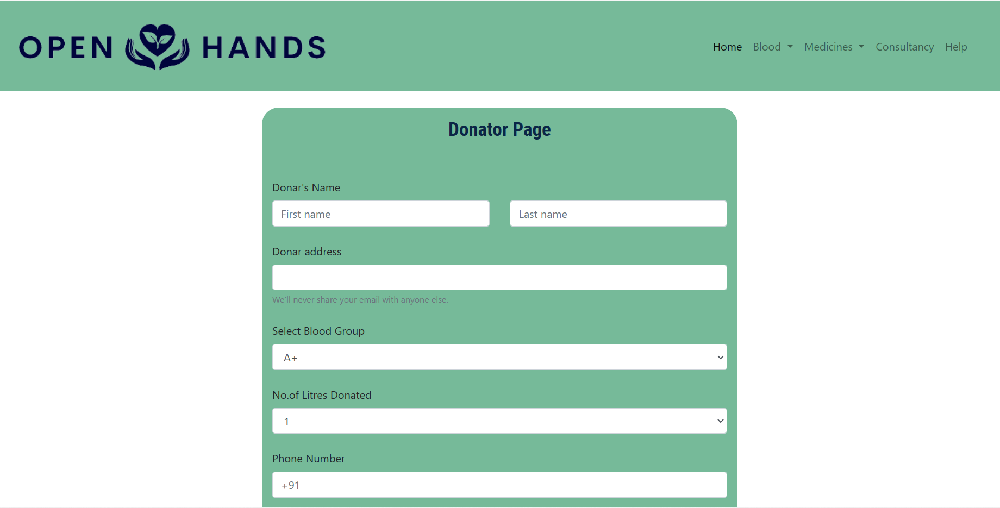 OPEN HANDS
Home Blood Medicines Consultancy Help
Donator Page
Donar's Name
First name Last name
Donar address
We'll never share your email with anyone else.
Select Blood Group
A+
No.of Litres Donated
1
Phone Number
+91